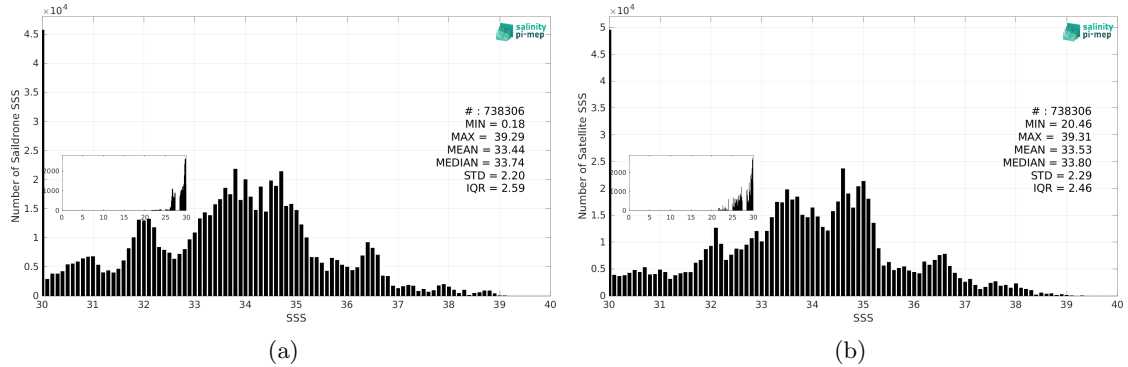 ×10⁴
4.5
4
3.5
3
2.5
2
1.5
1
0.5
0
Number of Saildrone SSS
salinity
pi-mep
# : 738306
MIN = 0.18
MAX = 39.29
MEAN = 33.44
MEDIAN = 33.74
STD = 2.20
IQR = 2.59
2000
1000
0
0 5 10 15 20 25 30
30 31 32 33 34 35 36 37 38 39 40
SSS
(a)
×10⁴
5
4.5
4
3.5
3
2.5
2
1.5
1
0.5
0
Number of Satellite SSS
salinity
pi-mep
# : 738306
MIN = 20.46
MAX = 39.31
MEAN = 33.53
MEDIAN = 33.80
STD = 2.29
IQR = 2.46
2000
1000
0
0 5 10 15 20 25 30
30 31 32 33 34 35 36 37 38 39 40
SSS
(b)